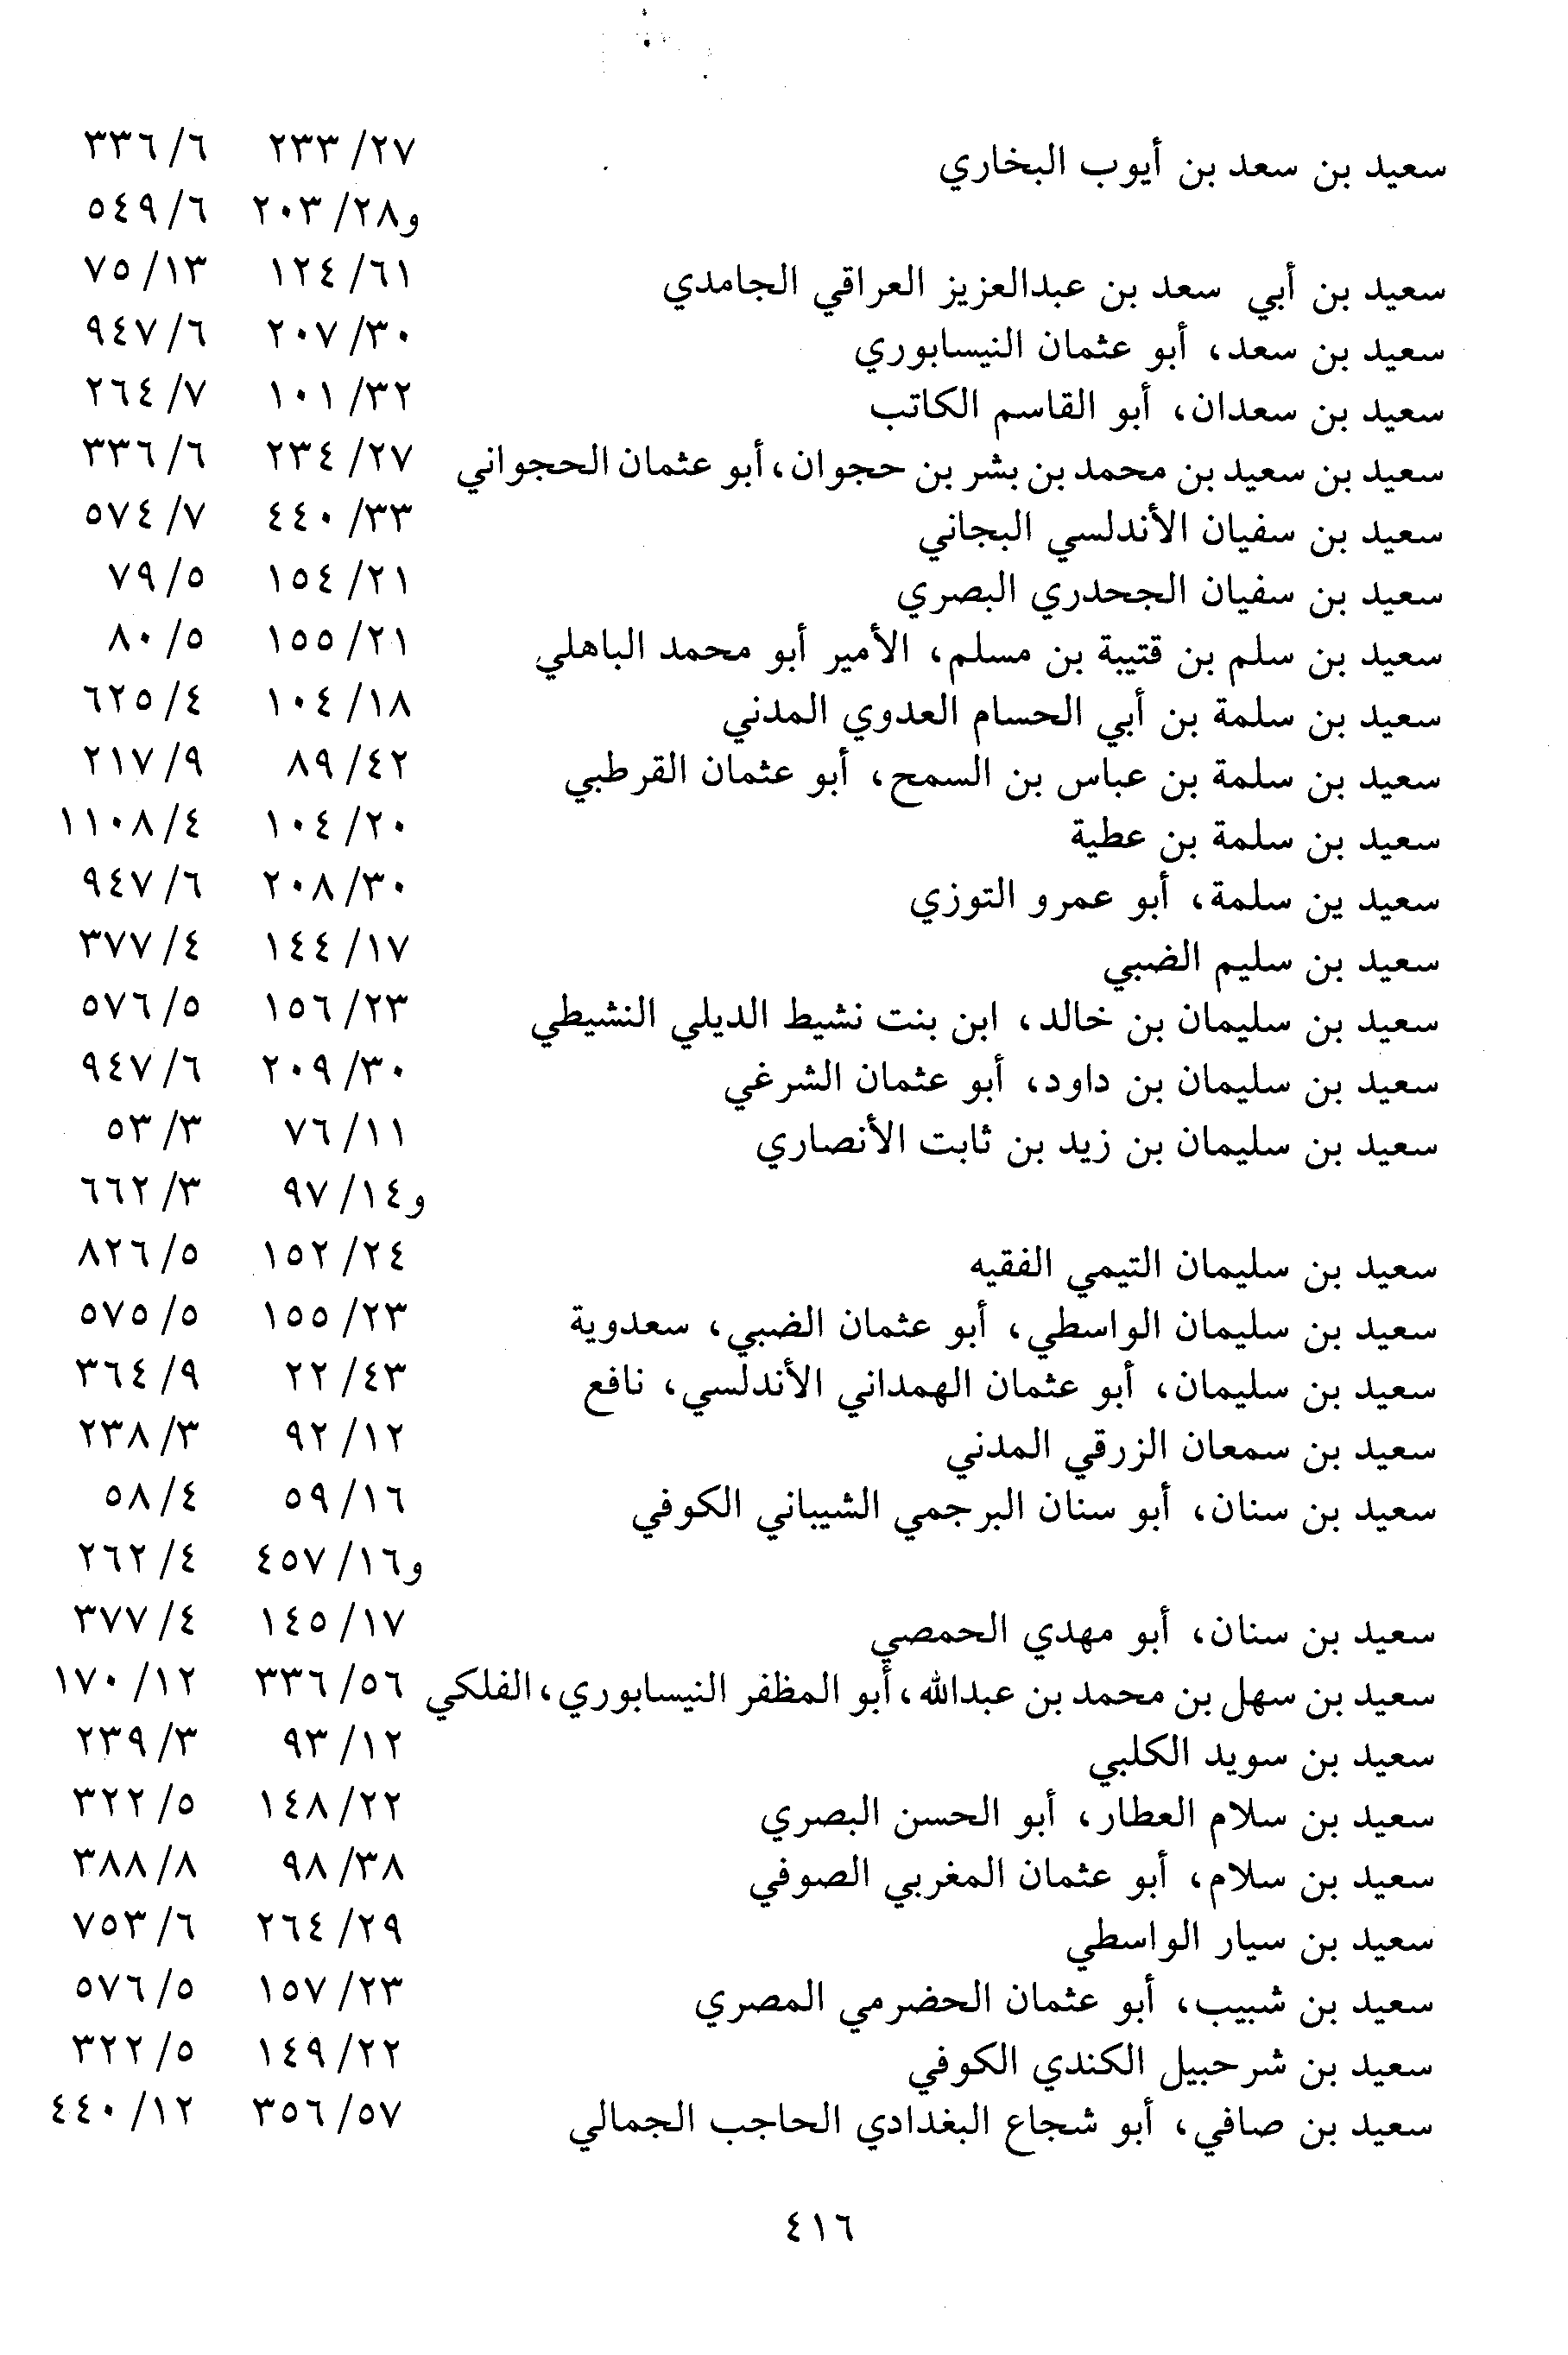 سعيد بن سعد بن أيوب البخاري ٢٧/ ٢٣٣ ٦/ ٣٣٦
و٢٨/ ٢٠٣ ٦/ ٥٤٩
سعيد بن أبي سعد بن عبدالعزيز العراقي الجامدي ٦١/ ١٢٤ ١٣/ ٧٥
سعيد بن سعد، أبو عثمان النيسابوري ٣٠/ ٢٠٧ ٦/ ٩٤٧
سعيد بن سعدان، أبو القاسم الكاتب ٣٢/ ١٠١ ٧/ ٢٦٤
سعيد بن سعيد بن محمد بن بشر بن حجوان، أبو عثمان الحجواني ٢٧/ ٢٣٤ ٦/ ٣٣٦
سعيد بن سفيان الأندلسي البجاني ٣٣/ ٤٤٠ ٧/ ٥٧٤
سعيد بن سفيان الجحدري البصري ٢١/ ١٥٤ ٥/ ٧٩
سعيد بن سلم بن قتيبة بن مسلم، الأمير أبو محمد الباهلي ٢١/ ١٥٥ ٥/ ٨٠
سعيد بن سلمة بن أبي الحسام العدوي المدني ١٨/ ١٠٤ ٤/ ٦٢٥
سعيد بن سلمة بن عباس بن السمح، أبو عثمان القرطبي ٤٢/ ٨٩ ٩/ ٢١٧
سعيد بن سلمة بن عطية ٢٠/ ١٠٤ ٤/ ١١٠٨
سعيد ين سلمة، أبو عمرو التوزي ٣٠/ ٢٠٨ ٦/ ٩٤٧
سعيد بن سليم الضبي ١٧/ ١٤٤ ٤/ ٣٧٧
سعيد بن سليمان بن خالد، ابن بنت نشيط الديلي النشيطي ٢٣/ ١٥٦ ٥/ ٥٧٦
سعيد بن سليمان بن داود، أبو عثمان الشرغي ٣٠/ ٢٠٩ ٦/ ٩٤٧
سعيد بن سليمان بن زيد بن ثابت الأنصاري ١١/ ٧٦ ٣/ ٥٣
و١٤/ ٩٧ ٣/ ٦٦٢
سعيد بن سليمان التيمي الفقيه ٢٤/ ١٥٢ ٥/ ٨٢٦
سعيد بن سليمان الواسطي، أبو عثمان الضبي، سعدوية ٢٣/ ١٥٥ ٥/ ٥٧٥
سعيد بن سليمان، أبو عثمان الهمداني الأندلسي، نافع ٤٣/ ٢٢ ٩/ ٣٦٤
سعيد بن سمعان الزرقي المدني ١٢/ ٩٢ ٣/ ٢٣٨
سعيد بن سنان، أبو سنان البرجمي الشيباني الكوفي ١٦/ ٥٩ ٤/ ٥٨
و١٦/ ٤٥٧ ٤/ ٢٦٢
سعيد بن سنان، أبو مهدي الحمصي ١٧/ ١٤٥ ٤/ ٣٧٧
سعيد بن سهل بن محمد بن عبدالله، أبو المظفر النيسابوري، الفلكي ٥٦/ ٣٣٦ ١٢/ ١٧٠
سعيد بن سويد الكلبي ١٢/ ٩٣ ٣/ ٢٣٩
سعيد بن سلام العطار، أبو الحسن البصري ٢٢/ ١٤٨ ٥/ ٣٢٢
سعيد بن سلام، أبو عثمان المغربي الصوفي ٣٨/ ٩٨ ٨/ ٣٨٨
سعيد بن سيار الواسطي ٢٩/ ٢٦٤ ٦/ ٧٥٣
سعيد بن شبيب، أبو عثمان الحضرمي المصري ٢٣/ ١٥٧ ٥/ ٥٧٦
سعيد بن شرحبيل الكندي الكوفي ٢٢/ ١٤٩ ٥/ ٣٢٢
سعيد بن صافي، أبو شجاع البغدادي الحاجب الجمالي ٥٧/ ٣٥٦ ١٢/ ٤٤٠
٤١٦